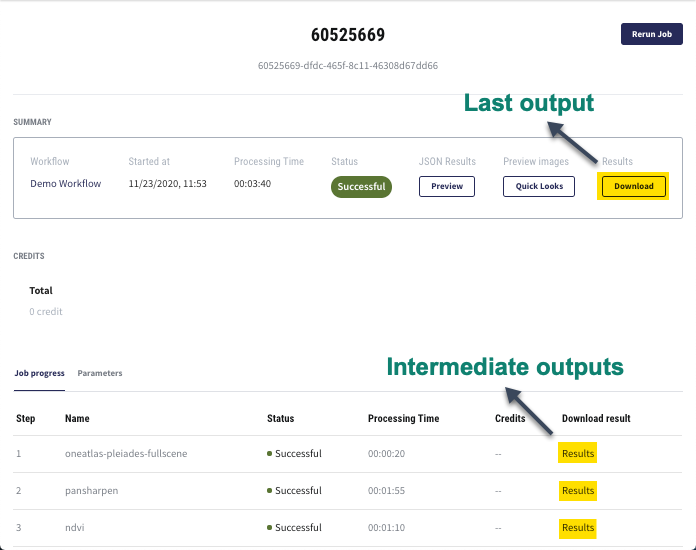 60525669
Rerun Job
60525669-dfdc-465f-8c11-46308d67dd66
Last output
SUMMARY
Workflow Started at Processing Time Status JSON Results Preview images Results
Demo Workflow 11/23/2020, 11:53 00:03:40 Successful Preview Quick Looks Download
CREDITS
Total
0 credit
Intermediate outputs
Job progress Parameters
Step Name Status Processing Time Credits Download result
1 oneatlas-pleiades-fullscene Successful 00:00:20 -- Results
2 pansharpen Successful 00:01:55 -- Results
3 ndvi Successful 00:01:10 -- Results